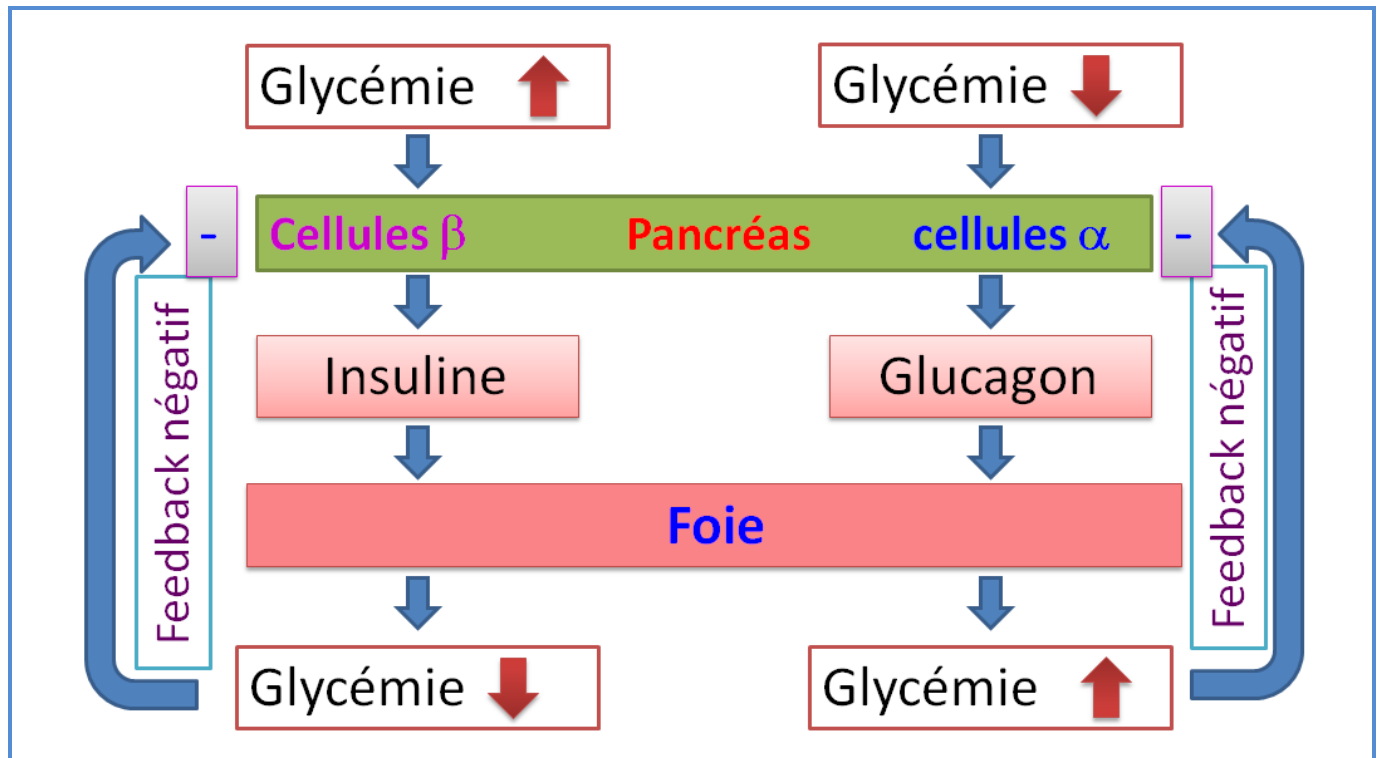 Glycémie
Glycémie
-
Cellules β
Pancréas
cellules α
-
Feedback négatif
Feedback négatif
Insuline
Glucagon
Foie
Glycémie
Glycémie